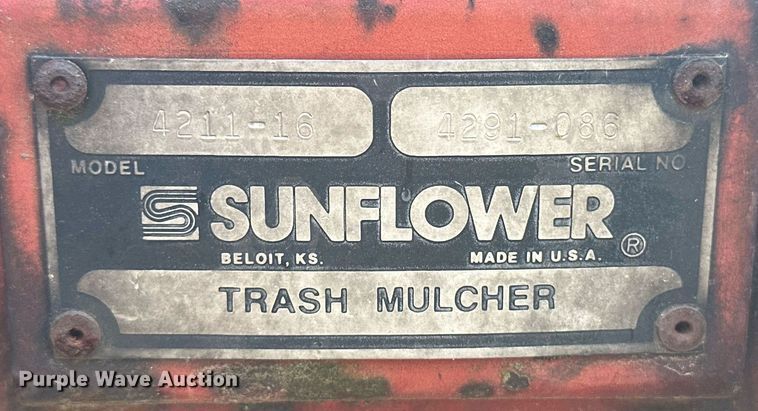 4211-16 4291-086
MODEL SERIAL NO.
S SUNFLOWER ®
BELOIT, KS. MADE IN U.S.A.
TRASH MULCHER
Purple Wave Auction